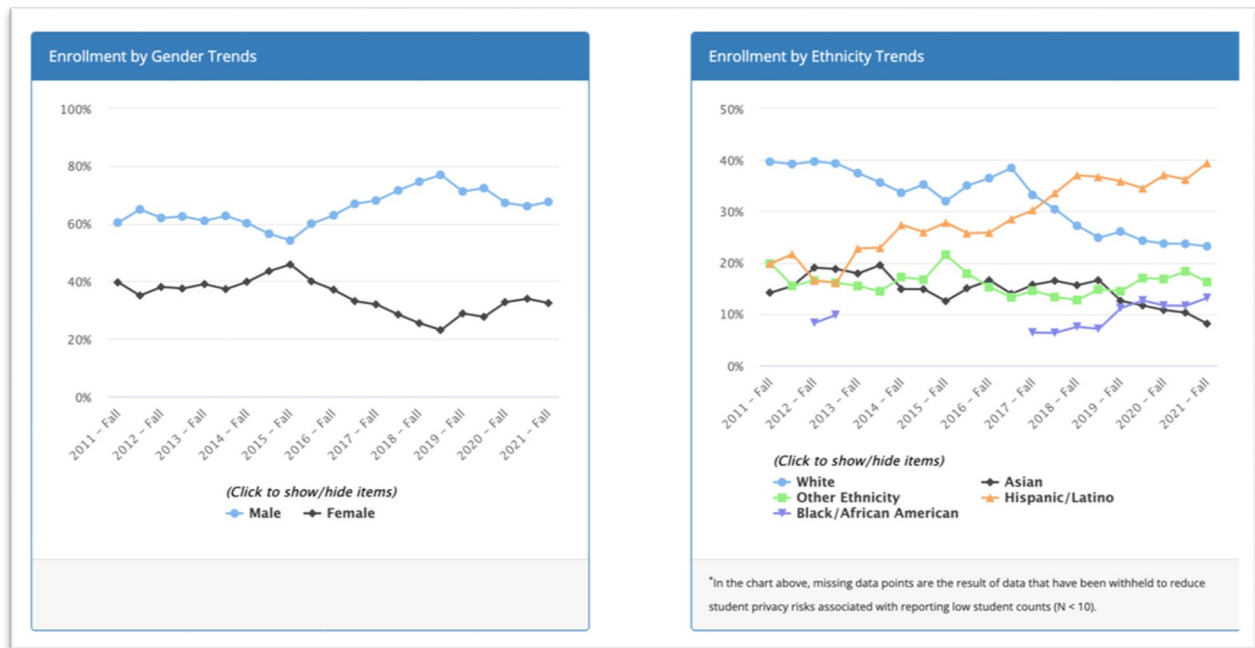 Enrollment by Gender Trends
100%
80%
60%
40%
20%
0%
2011 - Fall
2012 - Fall
2013 - Fall
2014 - Fall
2015 - Fall
2016 - Fall
2017 - Fall
2018 - Fall
2019 - Fall
2020 - Fall
2021 - Fall
(Click to show/hide items)
Male Female
Enrollment by Ethnicity Trends
50%
40%
30%
20%
10%
0%
2011 - Fall
2012 - Fall
2013 - Fall
2014 - Fall
2015 - Fall
2016 - Fall
2017 - Fall
2018 - Fall
2019 - Fall
2020 - Fall
2021 - Fall
(Click to show/hide items)
White Asian
Other Ethnicity Hispanic/Latino
Black/African American
*In the chart above, missing data points are the result of data that have been withheld to reduce
student privacy risks associated with reporting low student counts (N < 10).